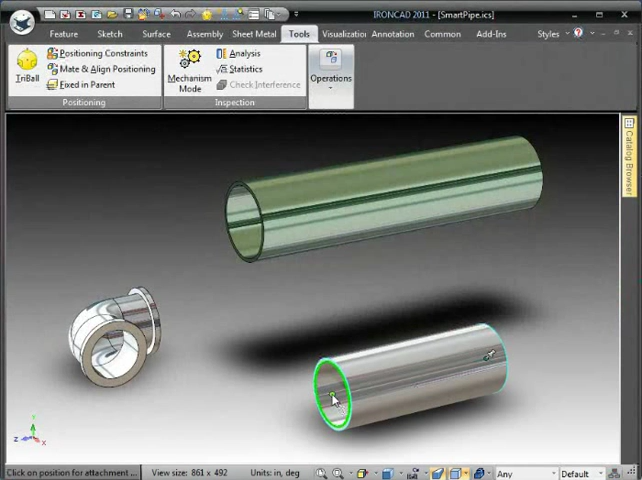 IRONCAD 2011 - [SmartPipe.ics]
Feature Sketch Surface Assembly Sheet Metal Tools Visualization Annotation Common Add-Ins Styles
TriBall
Positioning Constraints
Mate & Align Positioning
Fixed in Parent
Positioning
Mechanism
Mode
Analysis
Statistics
Check Interference
Inspection
Operations
Catalog Browser
Y
Z
X
Click on position for attachment ... View size: 861 x 492 Units: in, deg Any Default